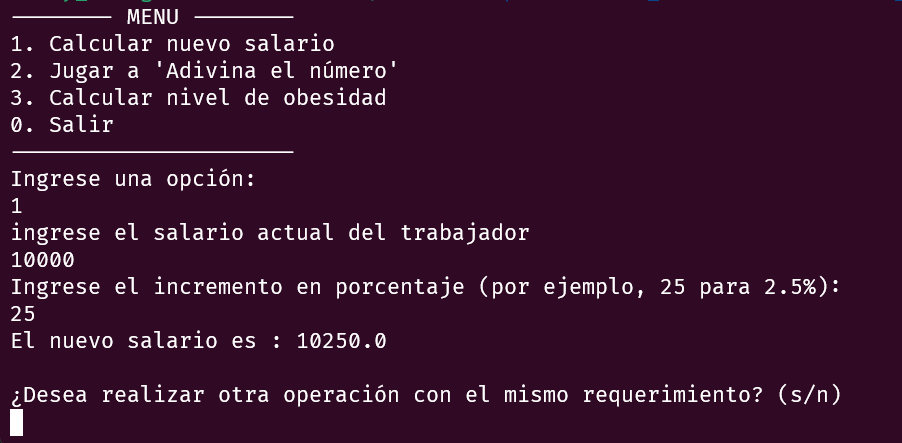 ———————— MENU ————————
1. Calcular nuevo salario
2. Jugar a 'Adivina el número'
3. Calcular nivel de obesidad
0. Salir
———————————————————————
Ingrese una opción:
1
ingrese el salario actual del trabajador
10000
Ingrese el incremento en porcentaje (por ejemplo, 25 para 2.5%):
25
El nuevo salario es : 10250.0
¿Desea realizar otra operación con el mismo requerimiento? (s/n)